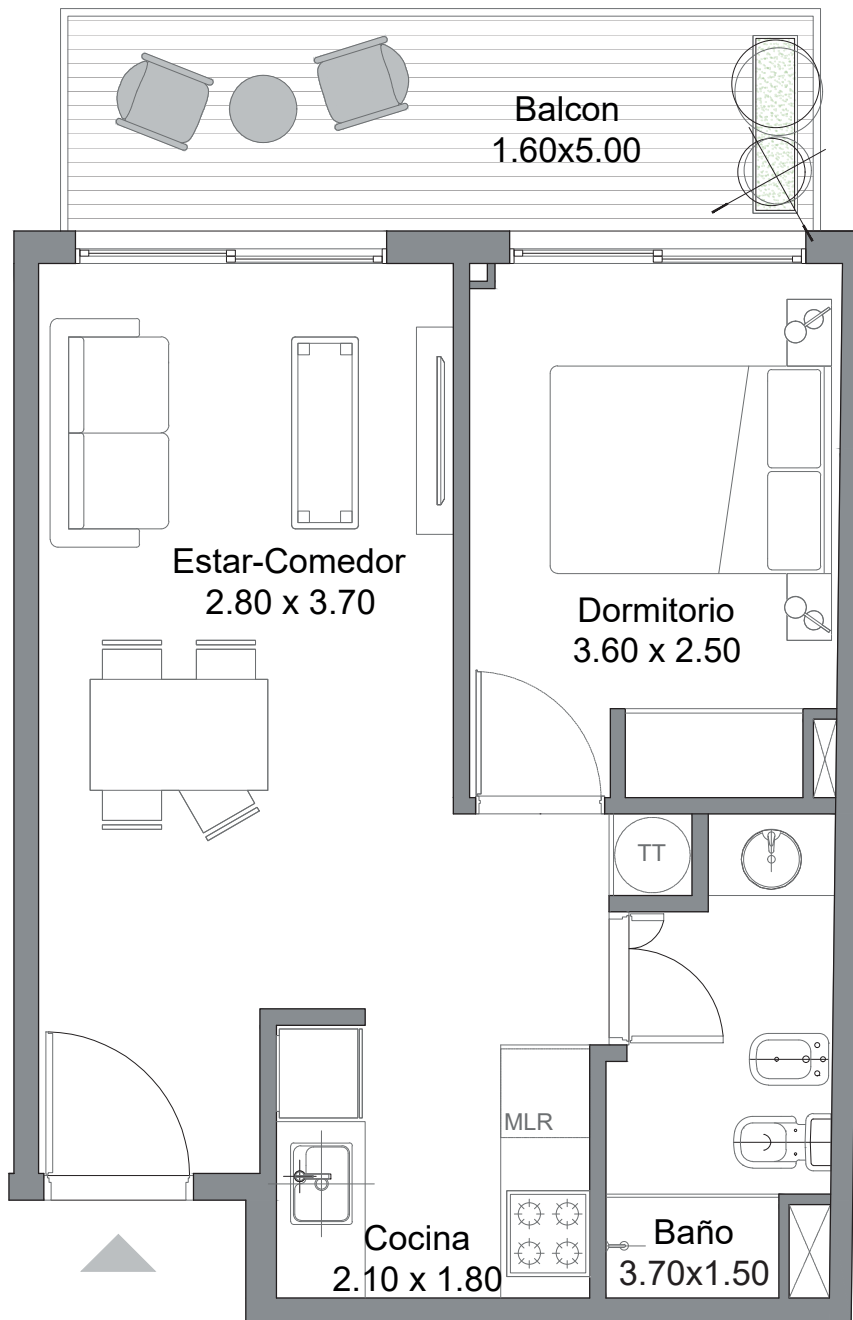 Balcon
1.60x5.00
Estar-Comedor
2.80 x 3.70
Dormitorio
3.60 x 2.50
TT
MLR
Cocina
2.10 x 1.80
Baño
3.70x1.50